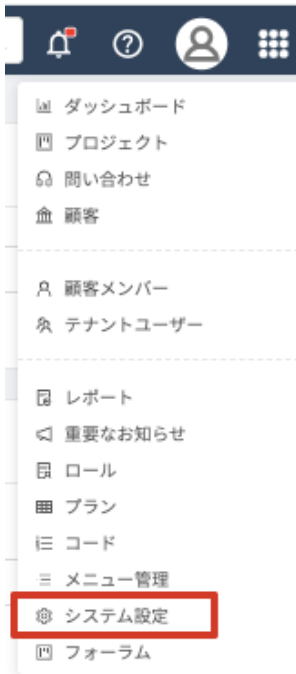 ダッシュボード
プロジェクト
問い合わせ
顧客
顧客メンバー
テナントユーザー
レポート
重要なお知らせ
ロール
プラン
コード
メニュー管理
システム設定
フォーラム